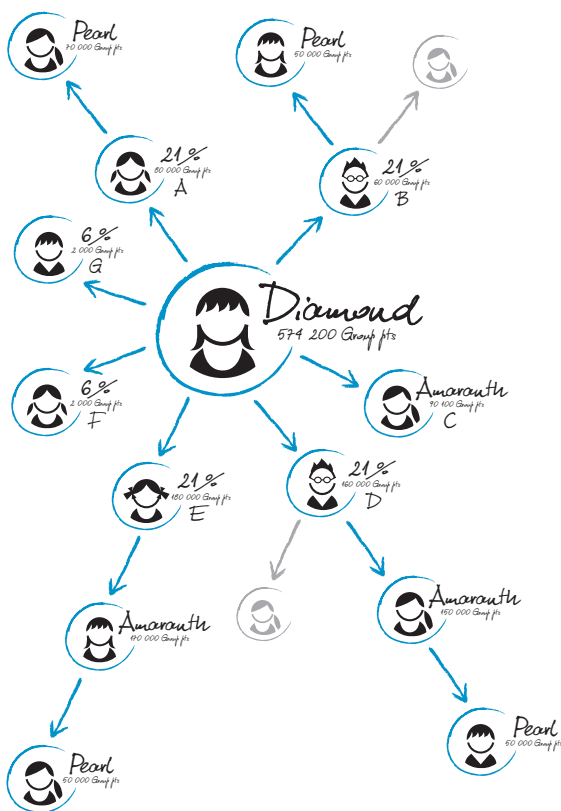 Pearl
70 000 Group pts
Pearl
50 000 Group pts
21%
80 000 Group pts
A
21%
60 000 Group pts
B
6%
2 000 Group pts
G
Diamond
574 200 Group pts
6%
2 000 Group pts
F
Amaranth
90 100 Group pts
C
21%
180 000 Group pts
E
21%
160 000 Group pts
D
Amaranth
170 000 Group pts
Amaranth
150 000 Group pts
Pearl
50 000 Group pts
Pearl
50 000 Group pts